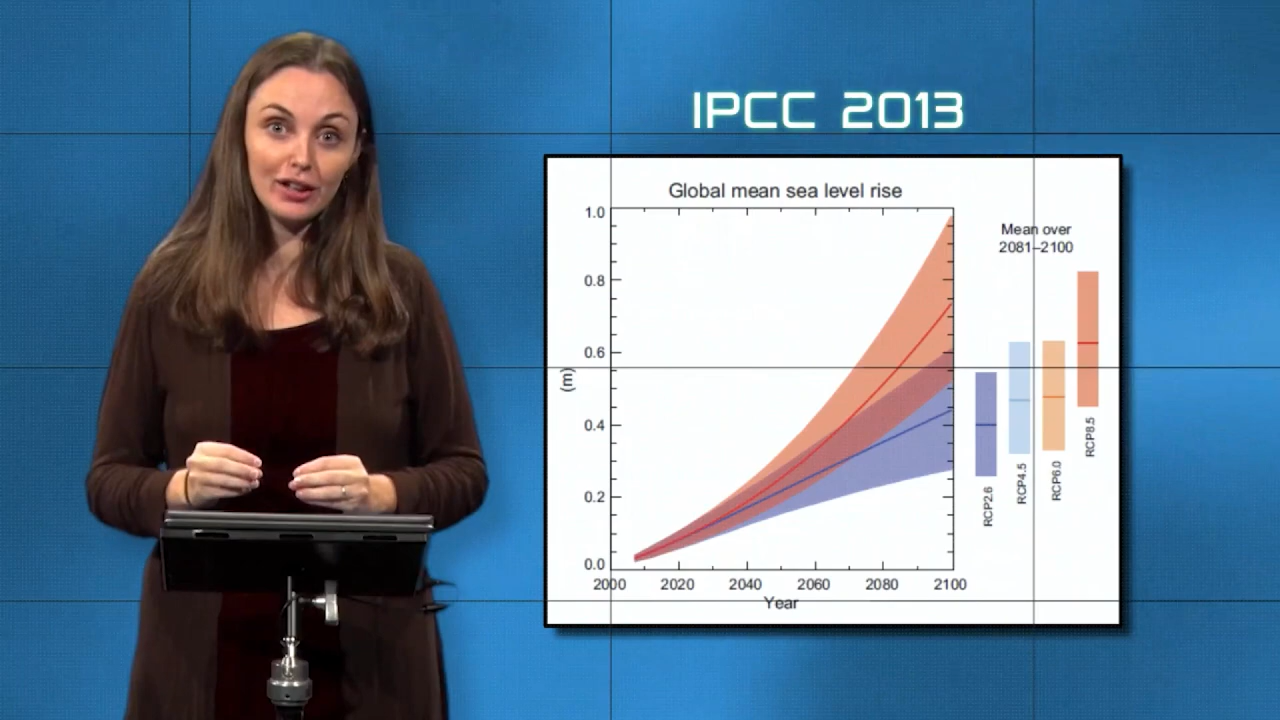 IPCC 2013
Global mean sea level rise
1.0
0.8
0.6
0.4
0.2
0.0
(m)
2000 2020 2040 2060 2080 2100
Year
Mean over
2081–2100
RCP2.6
RCP4.5
RCP6.0
RCP8.5